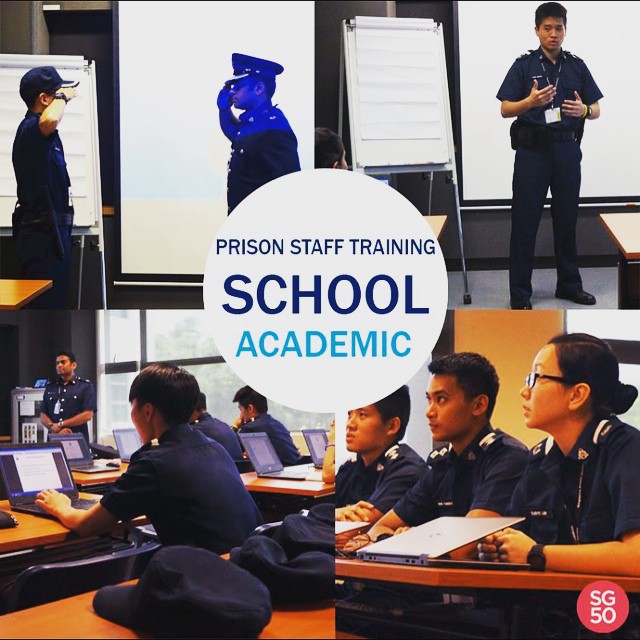 PRISON STAFF TRAINING
SCHOOL
ACADEMIC
SG
50